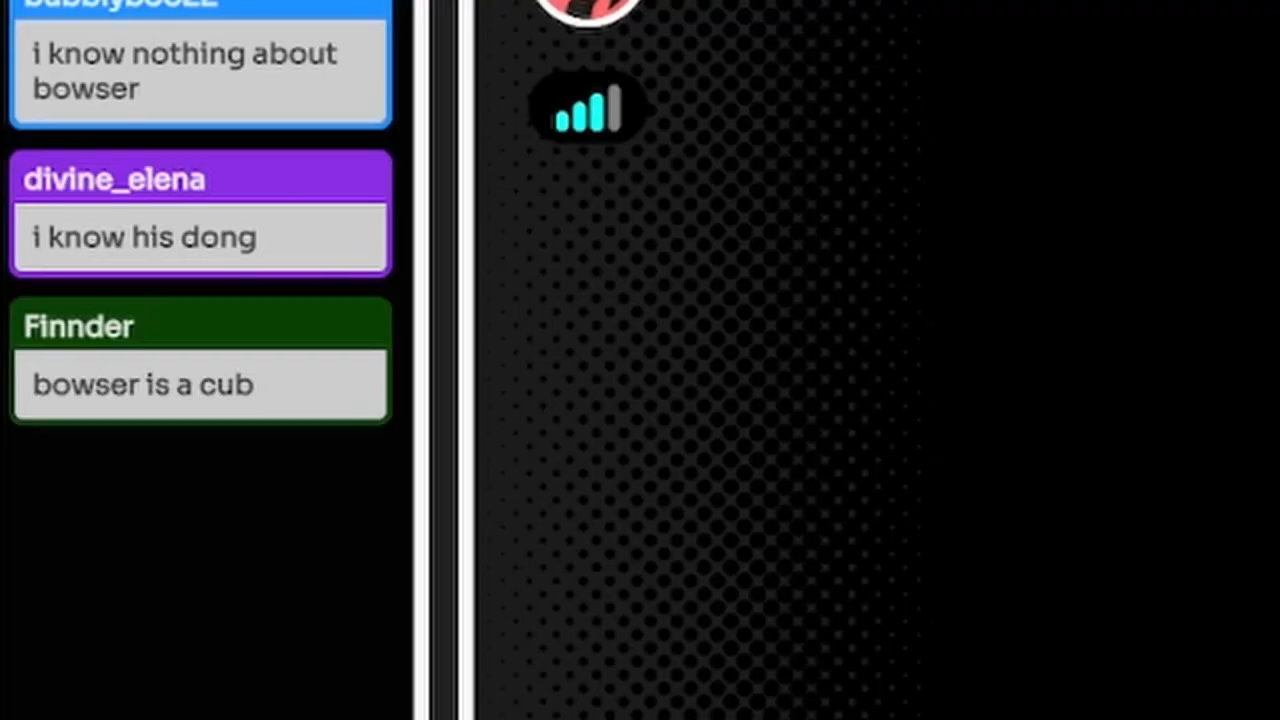 i know nothing about
bowser
divine_elena
i know his dong
Finnder
bowser is a cub